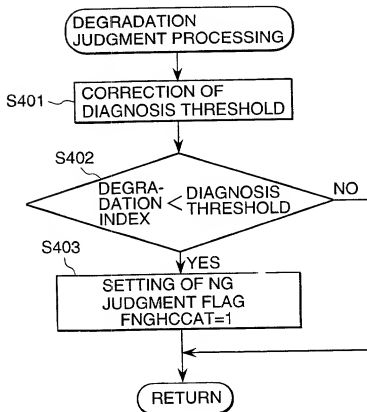 DEGRADATION
JUDGMENT PROCESSING
S401
CORRECTION OF
DIAGNOSIS THRESHOLD
S402
DEGRA-
DATION
INDEX
<
DIAGNOSIS
THRESHOLD
NO
YES
S403
SETTING OF NG
JUDGMENT FLAG
FNGHCCAT=1
RETURN